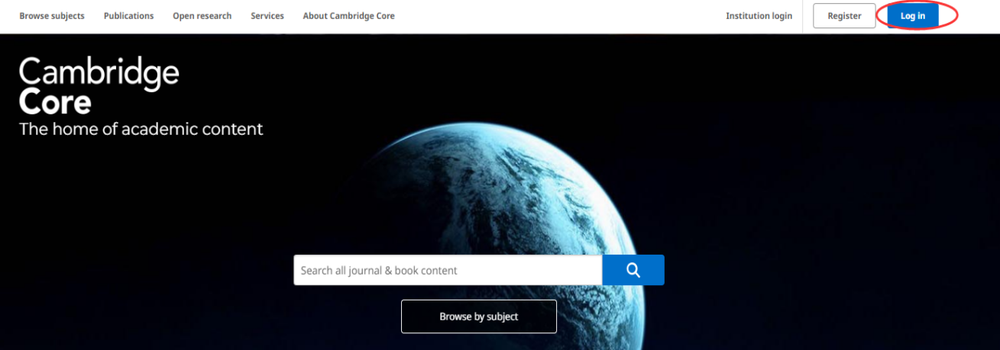 Browse subjects Publications Open research Services About Cambridge Core Institution login Register Log in
Cambridge
Core
The home of academic content
Search all journal & book content
Browse by subject